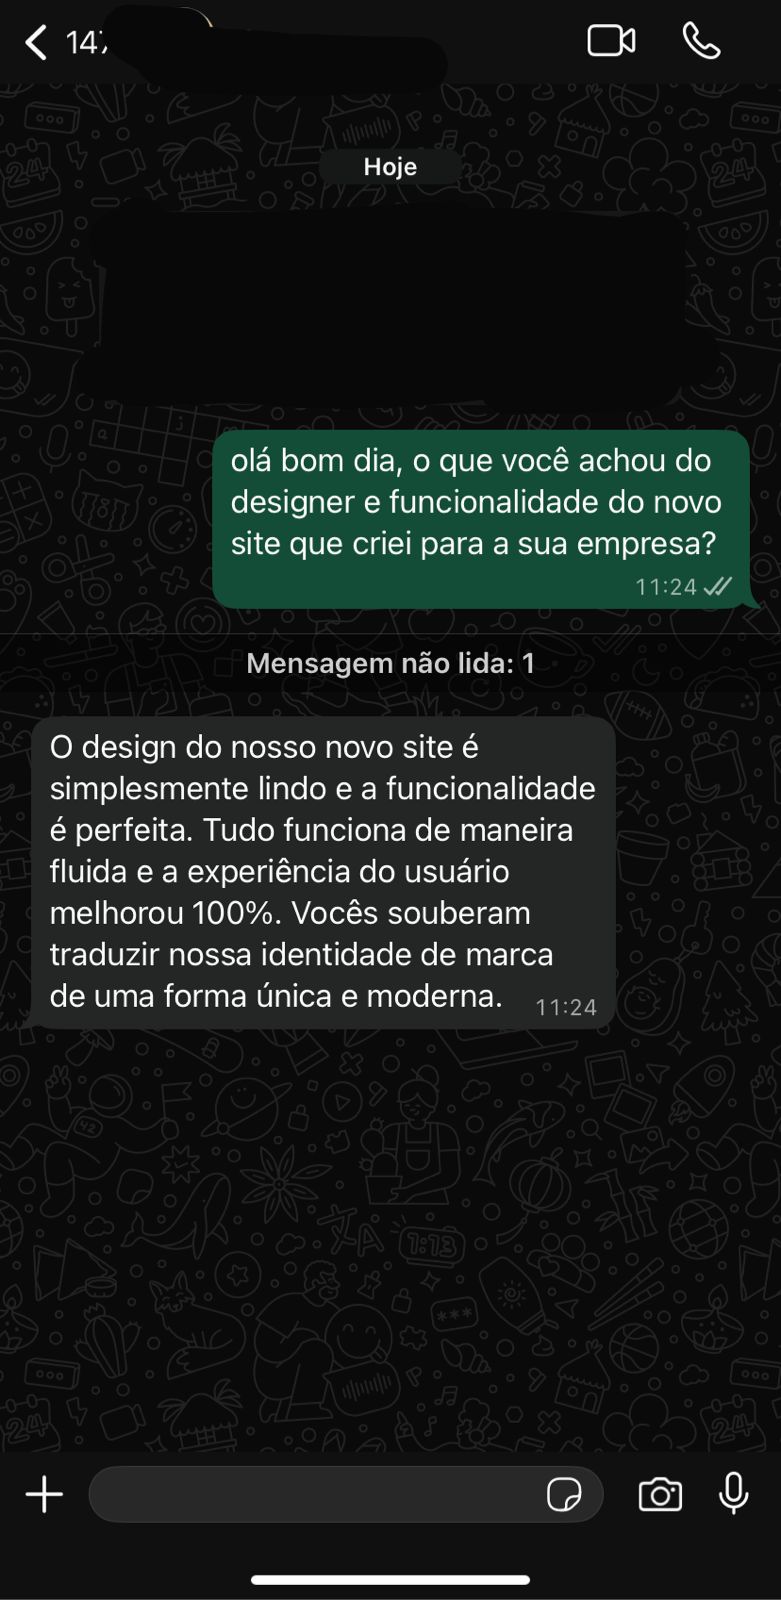 Hoje
olá bom dia, o que você achou do
designer e funcionalidade do novo
site que criei para a sua empresa?
11:24
Mensagem não lida: 1
O design do nosso novo site é
simplesmente lindo e a funcionalidade
é perfeita. Tudo funciona de maneira
fluida e a experiência do usuário
melhorou 100%. Vocês souberam
traduzir nossa identidade de marca
de uma forma única e moderna.
11:24